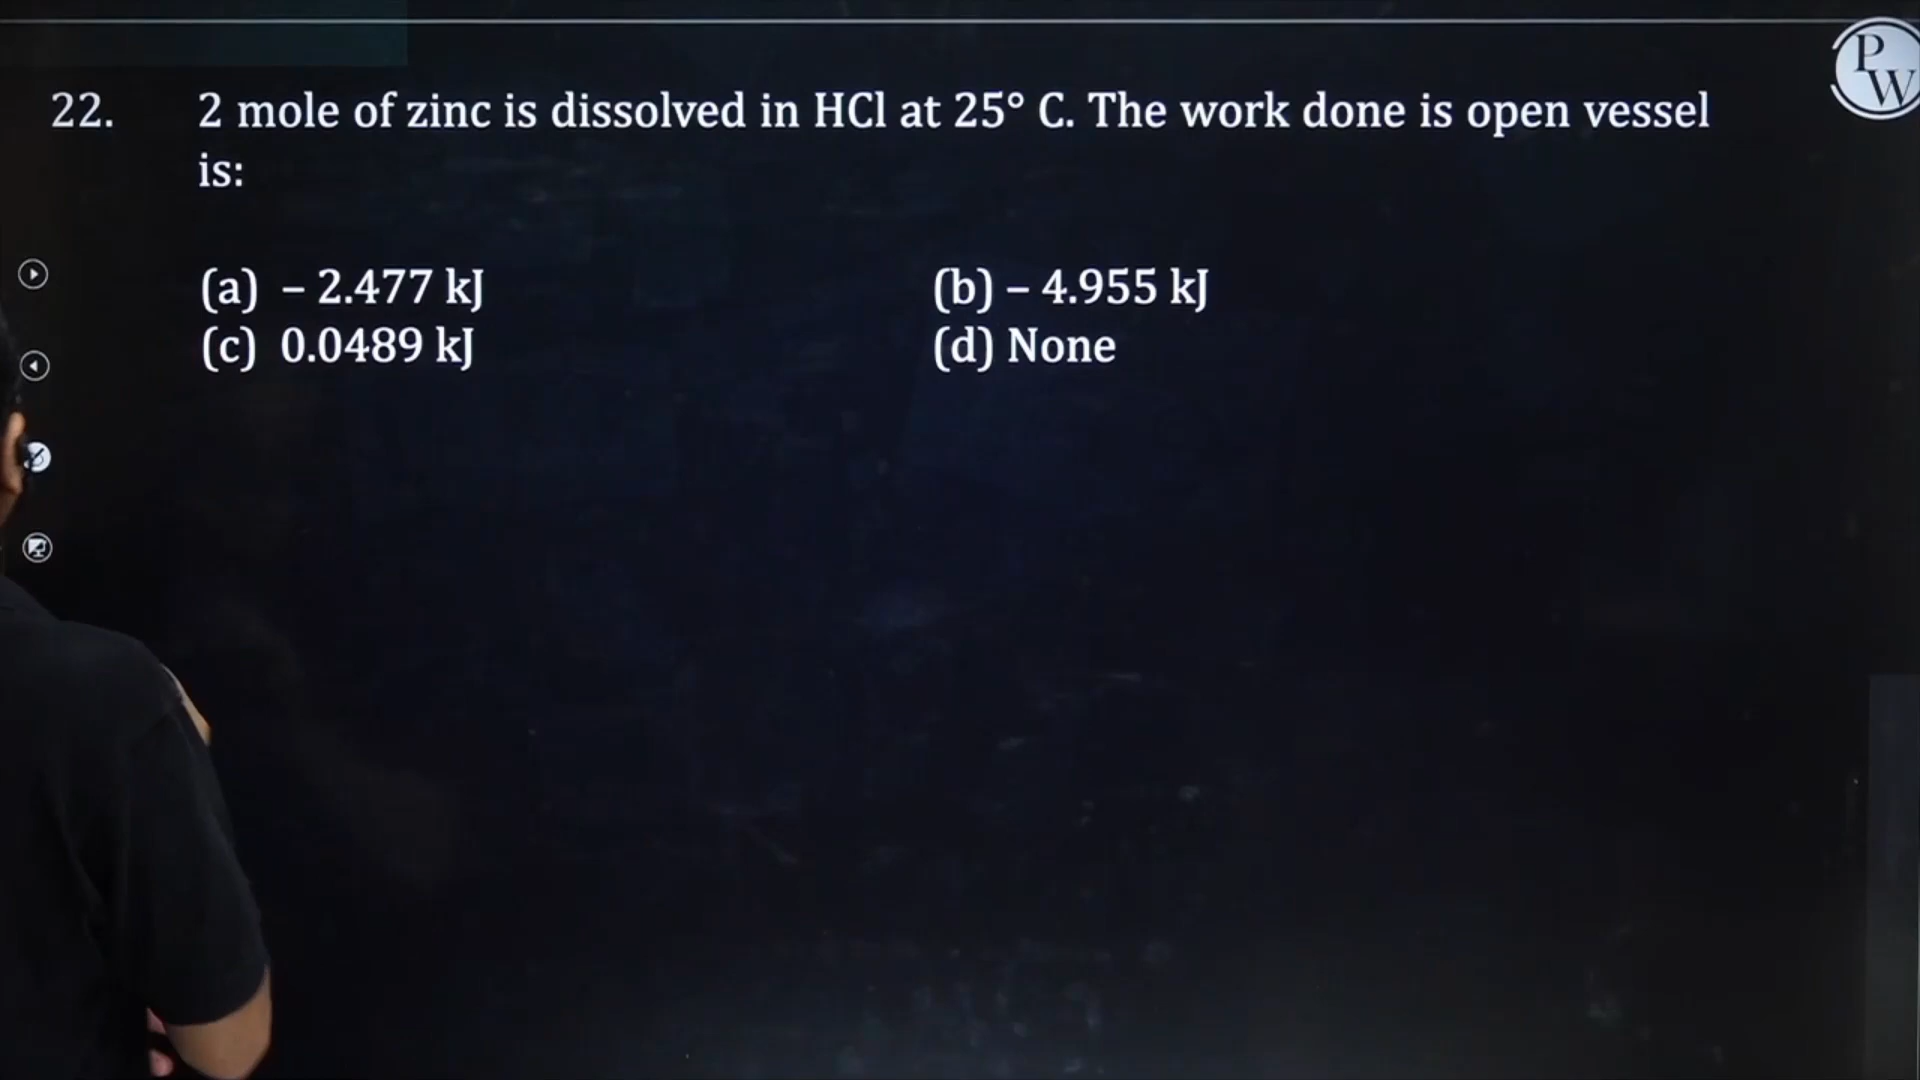 PW
22. 2 mole of zinc is dissolved in HCl at 25° C. The work done is open vessel
is:
(a) – 2.477 kJ (b) – 4.955 kJ
(c) 0.0489 kJ (d) None